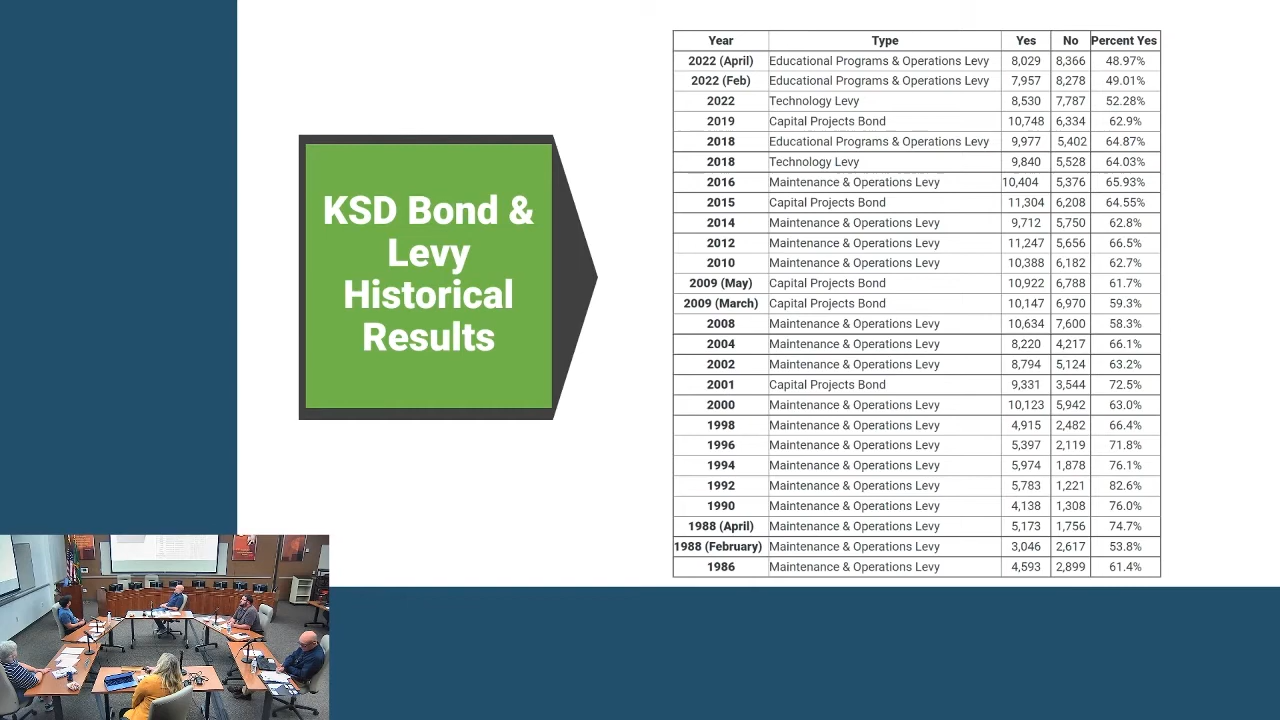 KSD Bond &
Levy
Historical
Results
Year Type Yes No Percent Yes
2022 (April) Educational Programs & Operations Levy 8,029 8,366 48.97%
2022 (Feb) Educational Programs & Operations Levy 7,957 8,278 49.01%
2022 Technology Levy 8,530 7,787 52.28%
2019 Capital Projects Bond 10,748 6,334 62.9%
2018 Educational Programs & Operations Levy 9,977 5,402 64.87%
2018 Technology Levy 9,840 5,528 64.03%
2016 Maintenance & Operations Levy 10,404 5,376 65.93%
2015 Capital Projects Bond 11,304 6,208 64.55%
2014 Maintenance & Operations Levy 9,712 5,750 62.8%
2012 Maintenance & Operations Levy 11,247 5,656 66.5%
2010 Maintenance & Operations Levy 10,388 6,182 62.7%
2009 (May) Capital Projects Bond 10,922 6,788 61.7%
2009 (March) Capital Projects Bond 10,147 6,970 59.3%
2008 Maintenance & Operations Levy 10,634 7,600 58.3%
2004 Maintenance & Operations Levy 8,220 4,217 66.1%
2002 Maintenance & Operations Levy 8,794 5,124 63.2%
2001 Capital Projects Bond 9,331 3,544 72.5%
2000 Maintenance & Operations Levy 10,123 5,942 63.0%
1998 Maintenance & Operations Levy 4,915 2,482 66.4%
1996 Maintenance & Operations Levy 5,397 2,119 71.8%
1994 Maintenance & Operations Levy 5,974 1,878 76.1%
1992 Maintenance & Operations Levy 5,783 1,221 82.6%
1990 Maintenance & Operations Levy 4,138 1,308 76.0%
1988 (April) Maintenance & Operations Levy 5,173 1,756 74.7%
1988 (February) Maintenance & Operations Levy 3,046 2,617 53.8%
1986 Maintenance & Operations Levy 4,593 2,899 61.4%